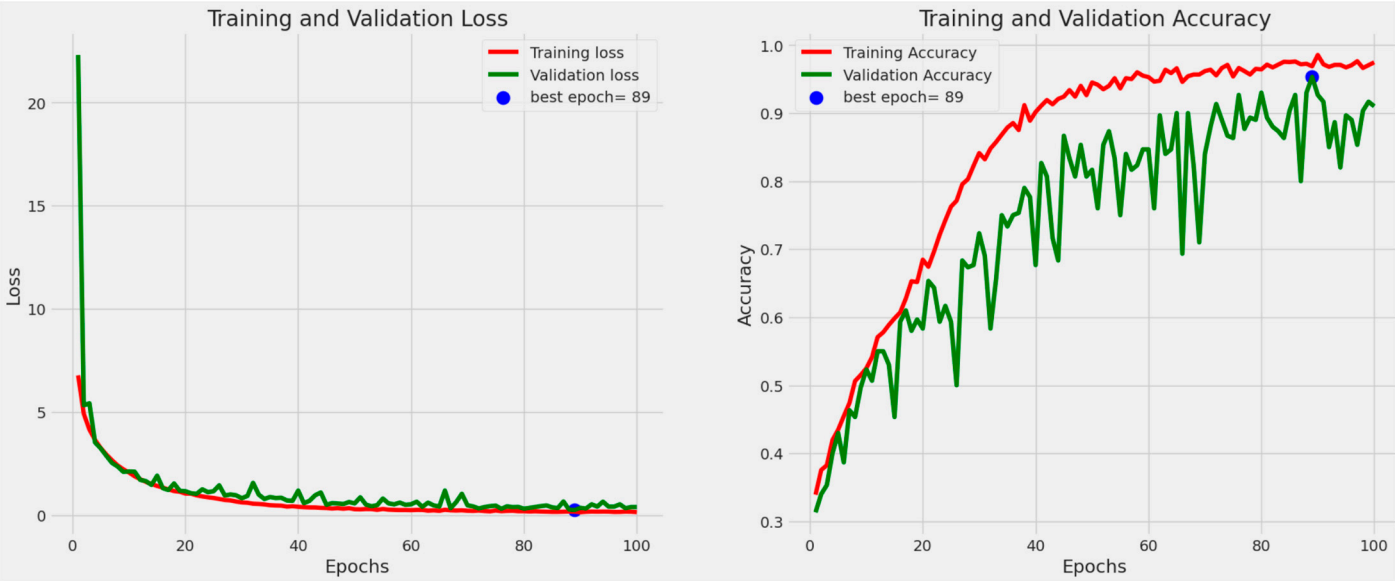 Training and Validation Loss
Training loss
Validation loss
best epoch= 89
20
15
10
5
0
Loss
0 20 40 60 80 100
Epochs
Training and Validation Accuracy
Training Accuracy
Validation Accuracy
best epoch= 89
1.0
0.9
0.8
0.7
0.6
0.5
0.4
0.3
Accuracy
0 20 40 60 80 100
Epochs